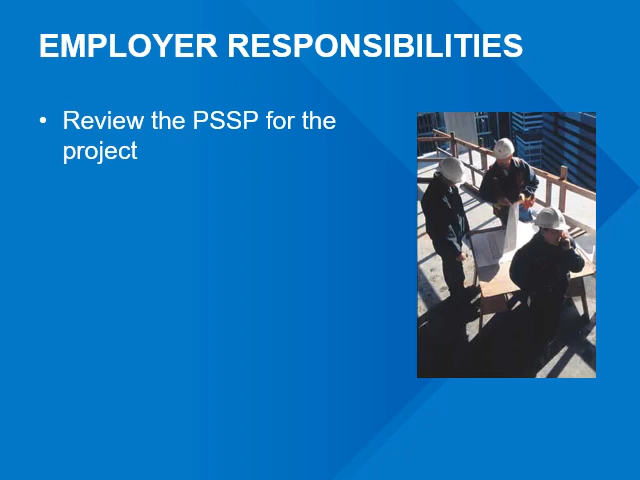 EMPLOYER RESPONSIBILITIES
• Review the PSSP for the
project